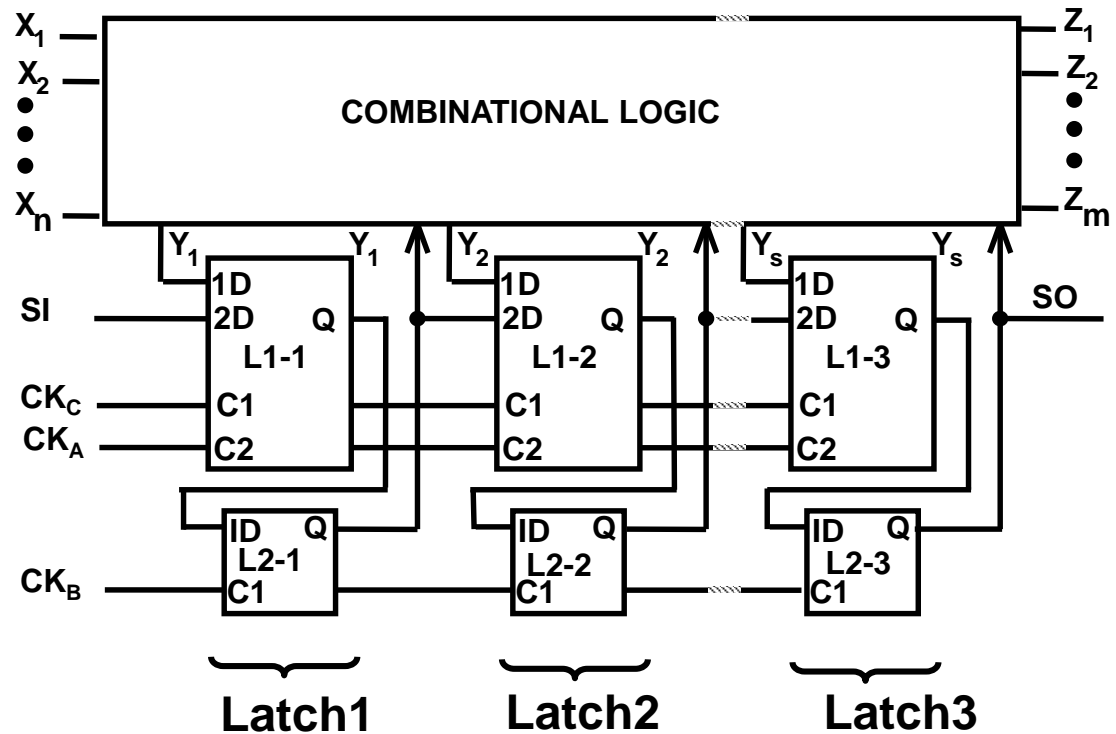 X1 Z1
X2 Z2
COMBINATIONAL LOGIC
Xn Zm
Y1 Y1 Y2 Y2 Ys Ys
1D 1D 1D
SI 2D Q 2D Q 2D Q SO
L1-1 L1-2 L1-3
CKC C1 C1 C1
CKA C2 C2 C2
ID Q ID Q ID Q
L2-1 L2-2 L2-3
CKB C1 C1 C1
Latch1 Latch2 Latch3